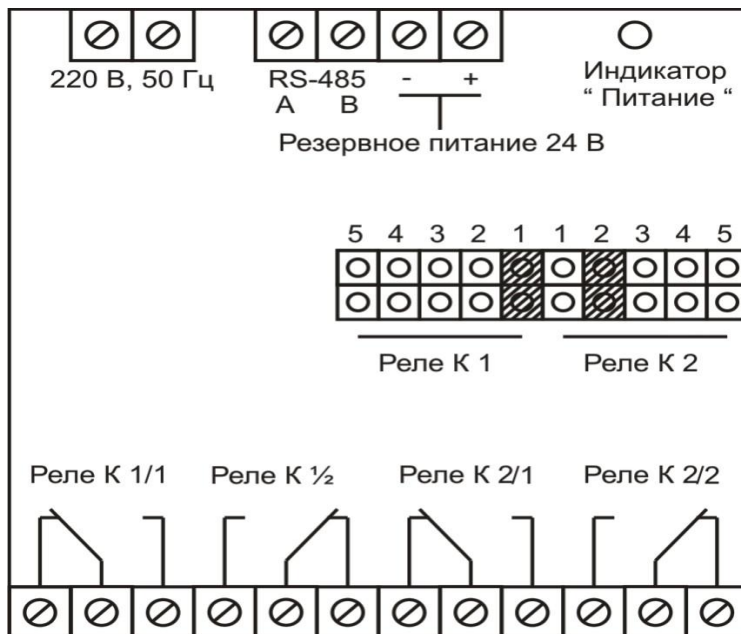 220 В, 50 Гц
RS-485
А В
- +
Резервное питание 24 В
Индикатор
“ Питание “
5 4 3 2 1 1 2 3 4 5
Реле К 1 Реле К 2
Реле К 1/1 Реле К ½ Реле К 2/1 Реле К 2/2